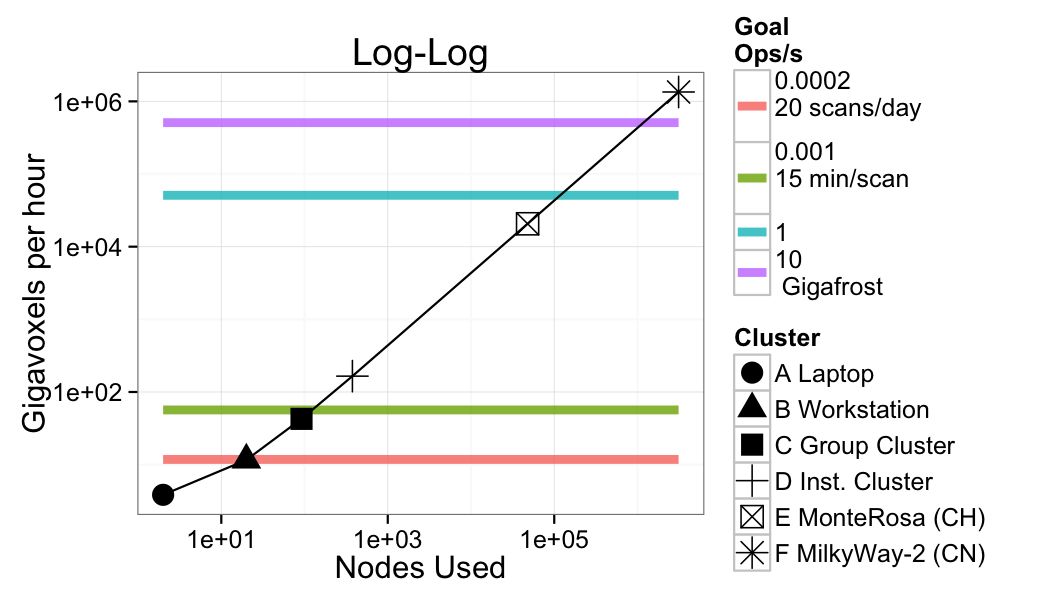 Log-Log
Gigavoxels per hour
1e+06
1e+04
1e+02
1e+01
1e+03
1e+05
Nodes Used
Goal
Ops/s
0.0002
20 scans/day
0.001
15 min/scan
1
10
Gigafrost
Cluster
A Laptop
B Workstation
C Group Cluster
D Inst. Cluster
E MonteRosa (CH)
F MilkyWay-2 (CN)